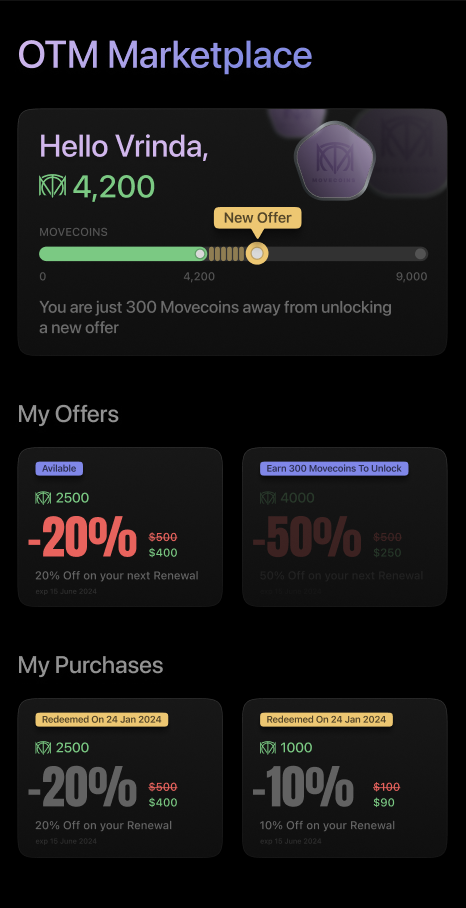 OTM Marketplace
Hello Vrinda,
4,200
New Offer
MOVECOINS
0 4,200 9,000
You are just 300 Movecoins away from unlocking
a new offer
My Offers
Avilable
2500
-20% $500
$400
20% Off on your next Renewal
exp 15 June 2024
Earn 300 Movecoins To Unlock
4000
-50% $500
$250
50% Off on your next Renewal
My Purchases
Redeemed On 24 Jan 2024
2500
-20% $500
$400
20% Off on your Renewal
exp 15 June 2024
Redeemed On 24 Jan 2024
1000
-10% $100
$90
10% Off on your Renewal
exp 15 June 2024